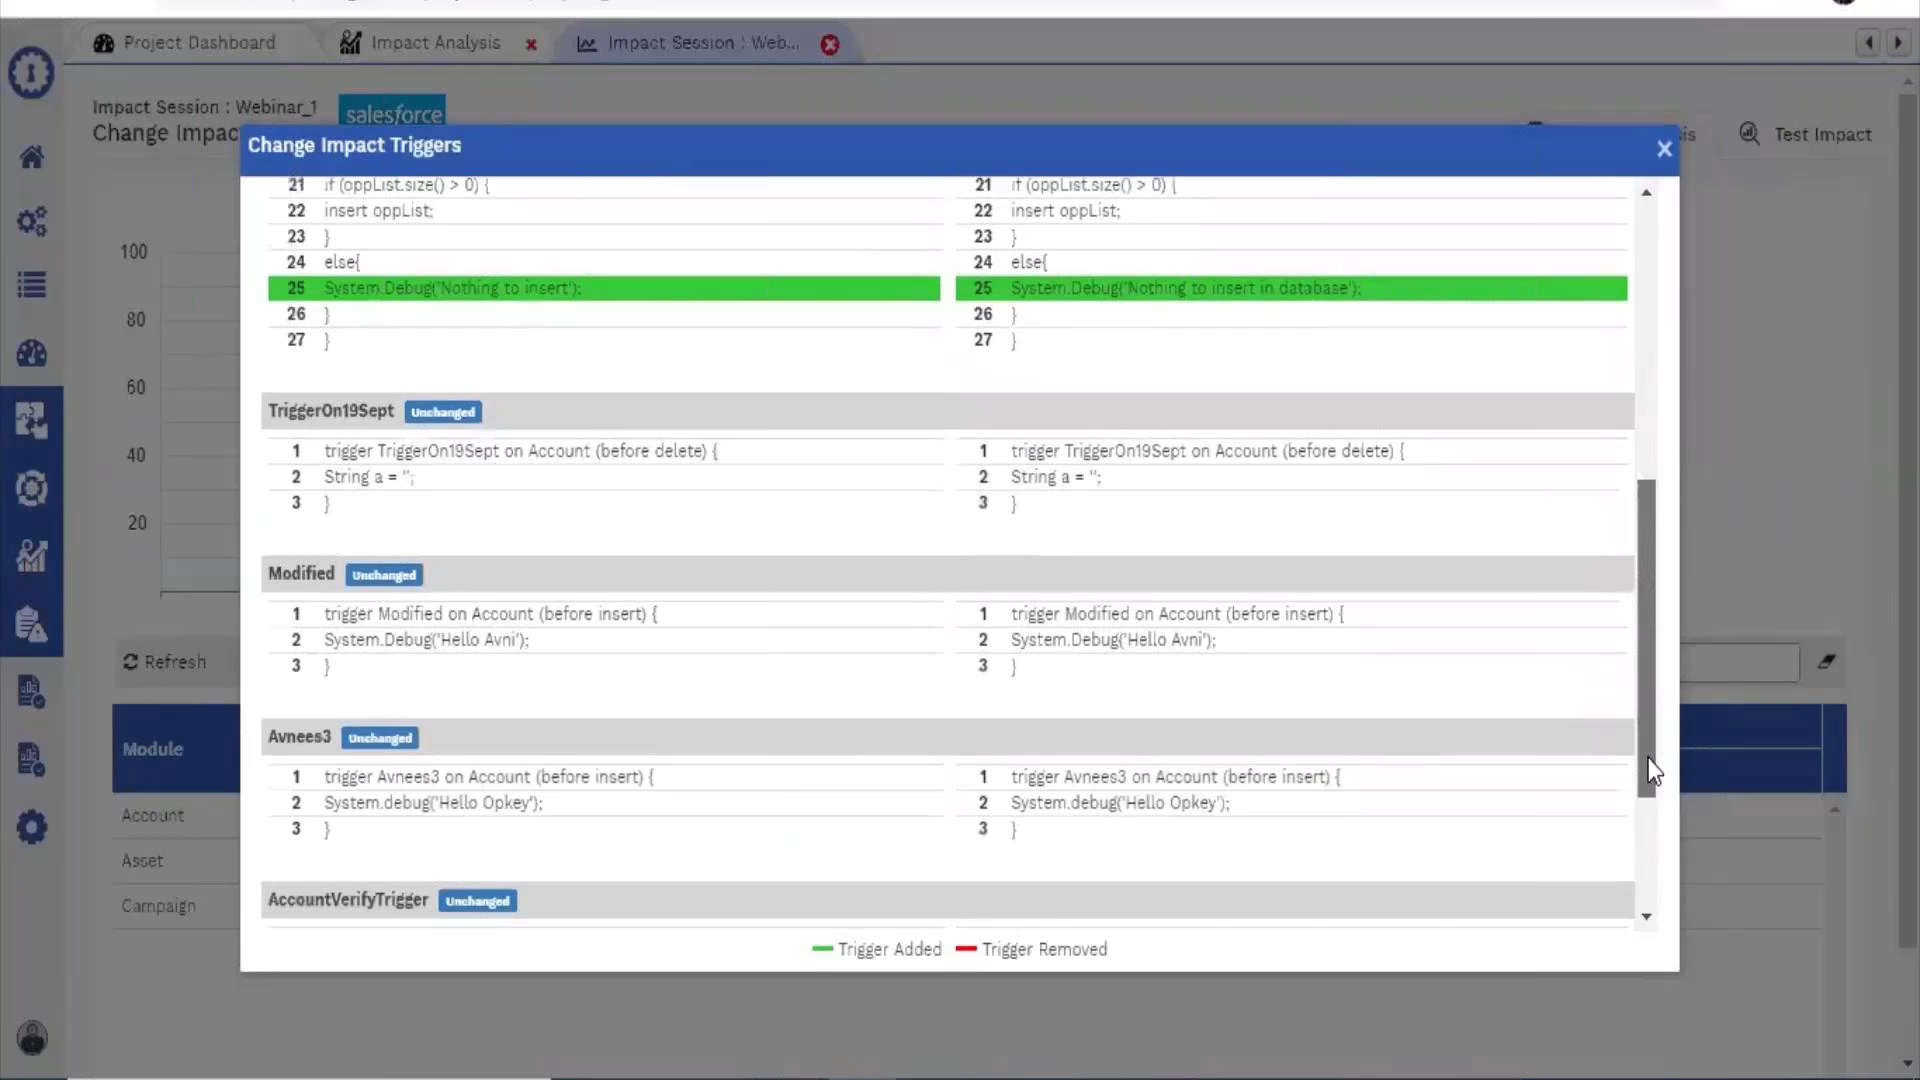 Project Dashboard
Impact Analysis
Impact Session : Web...
Impact Session : Webinar_1
salesforce
Change Impac
Test Impact
Change Impact Triggers
21 if (oppList.size() > 0) {
22 insert oppList;
23 }
24 else{
25 System.Debug('Nothing to insert');
26 }
27 }
21 if (oppList.size() > 0) {
22 insert oppList;
23 }
24 else{
25 System.Debug('Nothing to insert in database');
26 }
27 }
TriggerOn19Sept Unchanged
1 trigger TriggerOn19Sept on Account (before delete) {
2 String a = '';
3 }
1 trigger TriggerOn19Sept on Account (before delete) {
2 String a = '';
3 }
Modified Unchanged
1 trigger Modified on Account (before insert) {
2 System.Debug('Hello Avni');
3 }
1 trigger Modified on Account (before insert) {
2 System.Debug('Hello Avni');
3 }
Avnees3 Unchanged
1 trigger Avnees3 on Account (before insert) {
2 System.debug('Hello Opkey');
3 }
1 trigger Avnees3 on Account (before insert) {
2 System.debug('Hello Opkey');
3 }
AccountVerifyTrigger Unchanged
Trigger Added
Trigger Removed
100
80
60
40
20
Refresh
Module
Account
Asset
Campaign